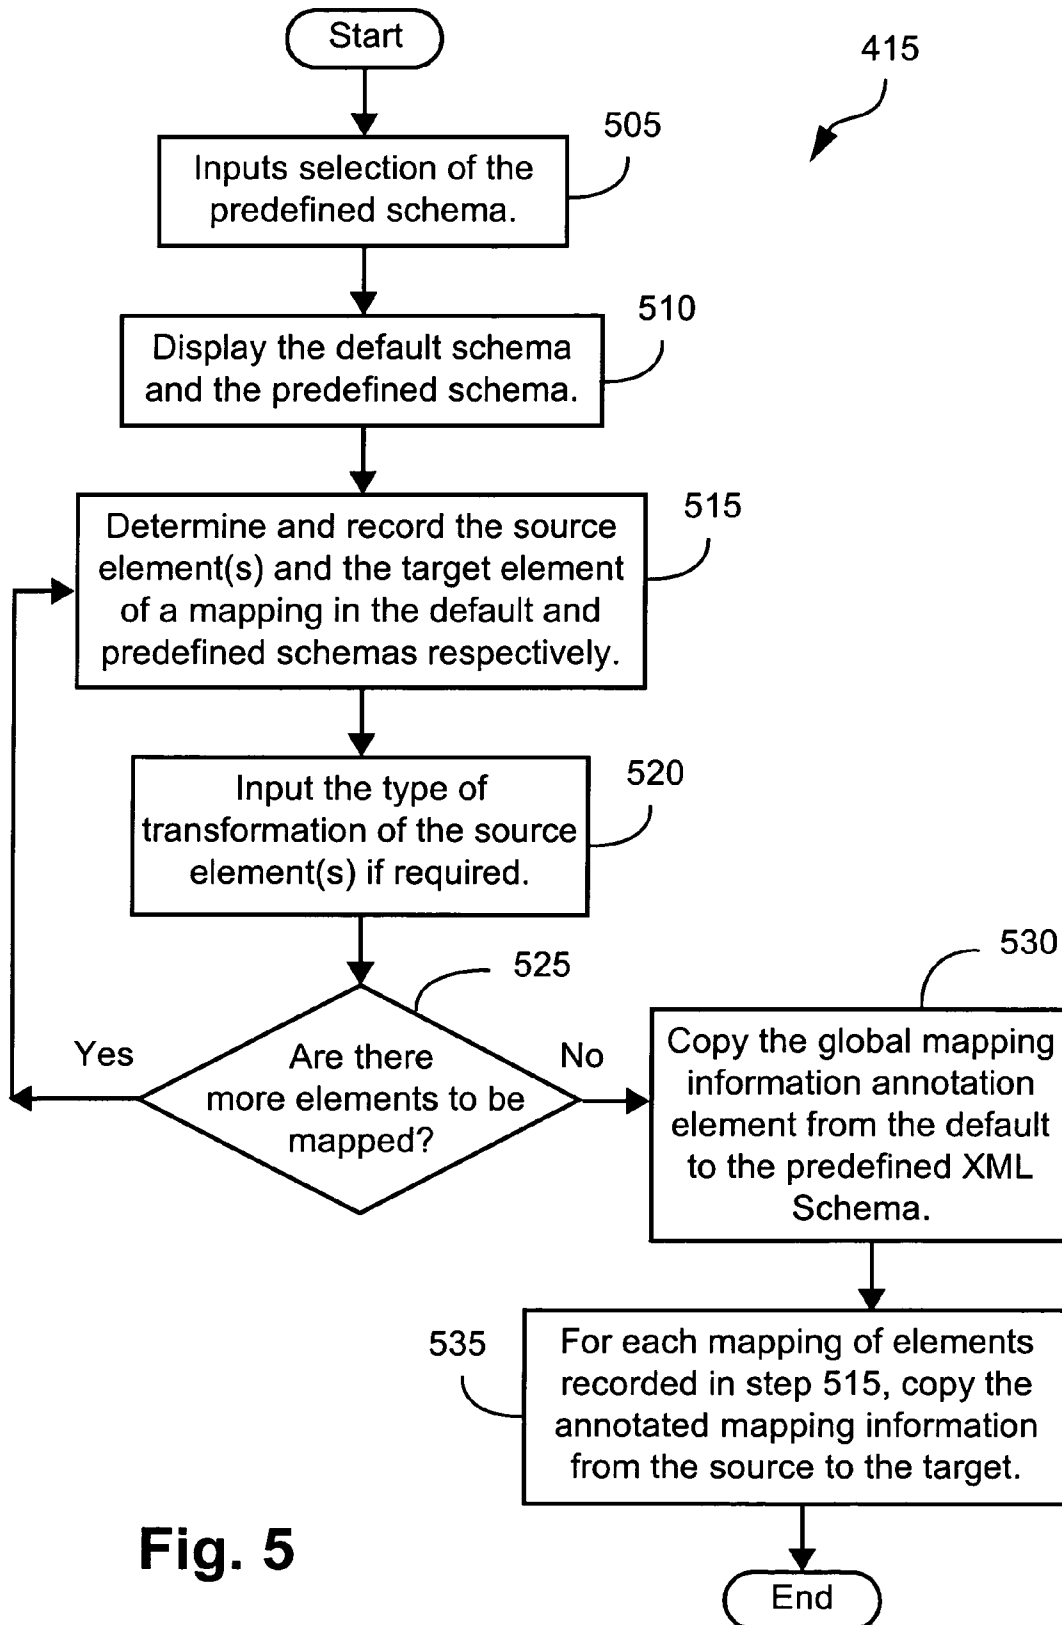 Start
415
505
Inputs selection of the
predefined schema.
510
Display the default schema
and the predefined schema.
515
Determine and record the source
element(s) and the target element
of a mapping in the default and
predefined schemas respectively.
520
Input the type of
transformation of the source
element(s) if required.
525
Yes
Are there
more elements to be
mapped?
No
530
Copy the global mapping
information annotation
element from the default
to the predefined XML
Schema.
535
For each mapping of elements
recorded in step 515, copy the
annotated mapping information
from the source to the target.
Fig. 5
End